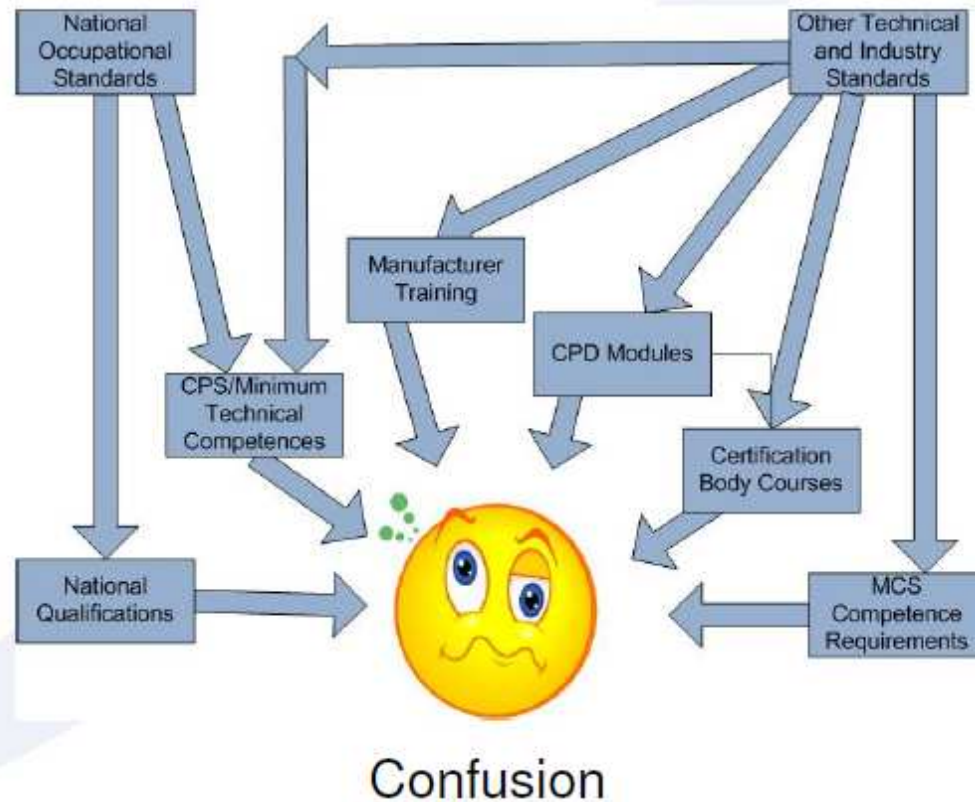 National
Occupational
Standards
Other Technical
and Industry
Standards
Manufacturer
Training
CPD Modules
CPS/Minimum
Technical
Competences
Certification
Body Courses
National
Qualifications
MCS
Competence
Requirements
Confusion